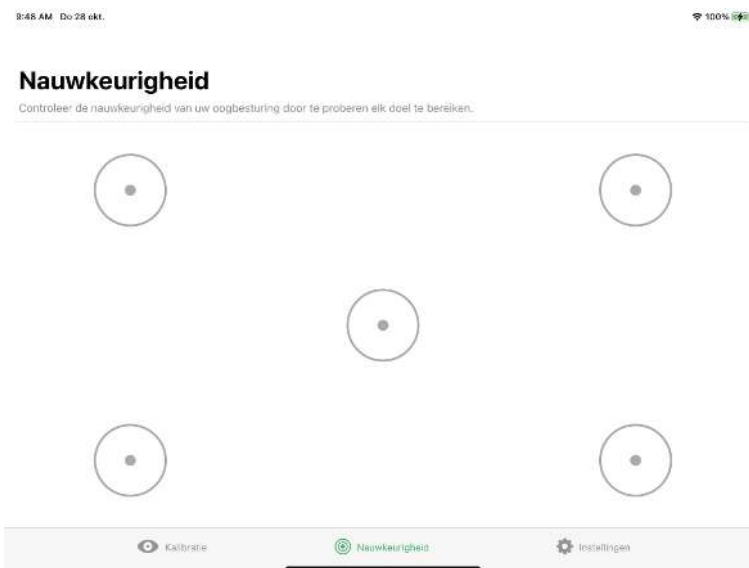 9:48 AM Do 28 okt.
100%
Nauwkeurigheid
Controleer de nauwkeurigheid van uw oogbesturing door te proberen elk doel te bereiken.
Kalibratie
Nauwkeurigheid
Instellingen